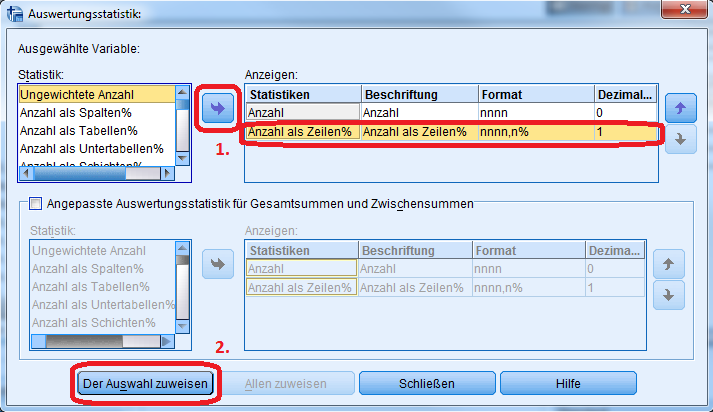 Auswertungsstatistik:
Ausgewählte Variable:
Statistik: Anzeigen:
Ungewichtete Anzahl
Anzahl als Spalten%
Anzahl als Tabellen%
Anzahl als Untertabellen%
Anzahl als Schichten%
1.
Statistiken Beschriftung Format Dezimal...
Anzahl Anzahl nnnn 0
Anzahl als Zeilen% Anzahl als Zeilen% nnnn,n% 1
Angepasste Auswertungsstatistik für Gesamtsummen und Zwischensummen
Statistik: Anzeigen:
Ungewichtete Anzahl
Anzahl als Spalten%
Anzahl als Tabellen%
Anzahl als Untertabellen%
Anzahl als Schichten%
Statistiken Beschriftung Format Dezima...
Anzahl Anzahl nnnn 0
Anzahl als Zeilen% Anzahl als Zeilen% nnnn,n% 1
2.
Der Auswahl zuweisen Allen zuweisen Schließen Hilfe